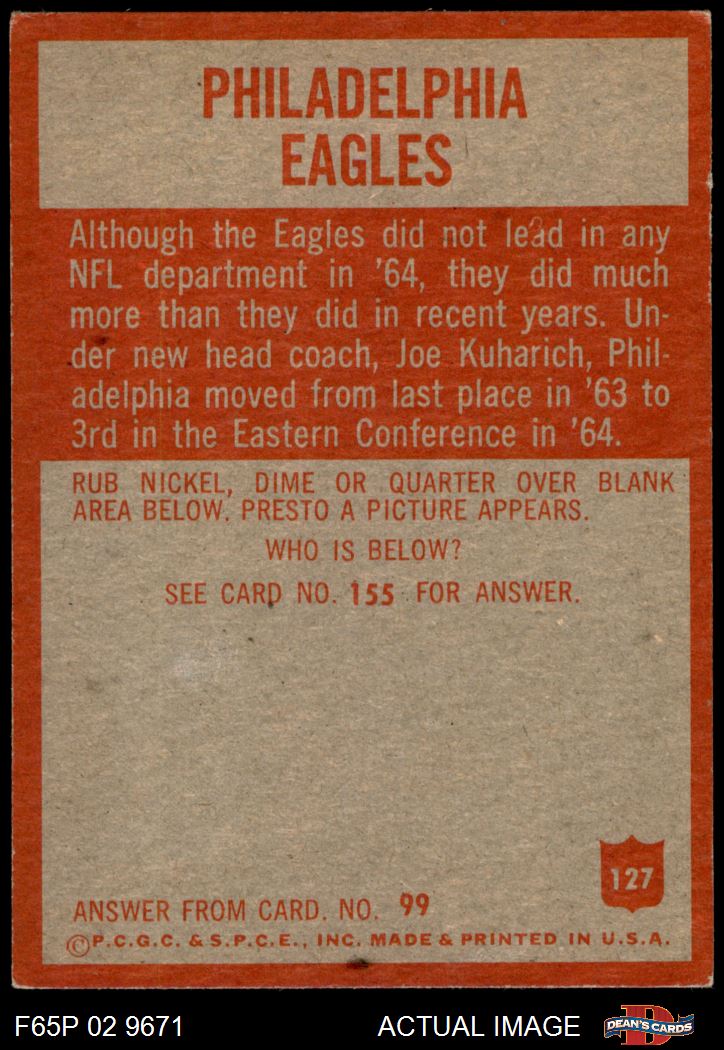 PHILADELPHIA
EAGLES
Although the Eagles did not lead in any
NFL department in '64, they did much
more than they did in recent years. Un-
der new head coach, Joe Kuharich, Phil-
adelphia moved from last place in '63 to
3rd in the Eastern Conference in '64.
RUB NICKEL, DIME OR QUARTER OVER BLANK
AREA BELOW. PRESTO A PICTURE APPEARS.
WHO IS BELOW?
SEE CARD NO. 155 FOR ANSWER.
127
ANSWER FROM CARD. NO. 99
©P.C.G.C. & S.P.C.E., INC. MADE & PRINTED IN U.S.A.
F65P 02 9671 ACTUAL IMAGE DEAN'S CARDS